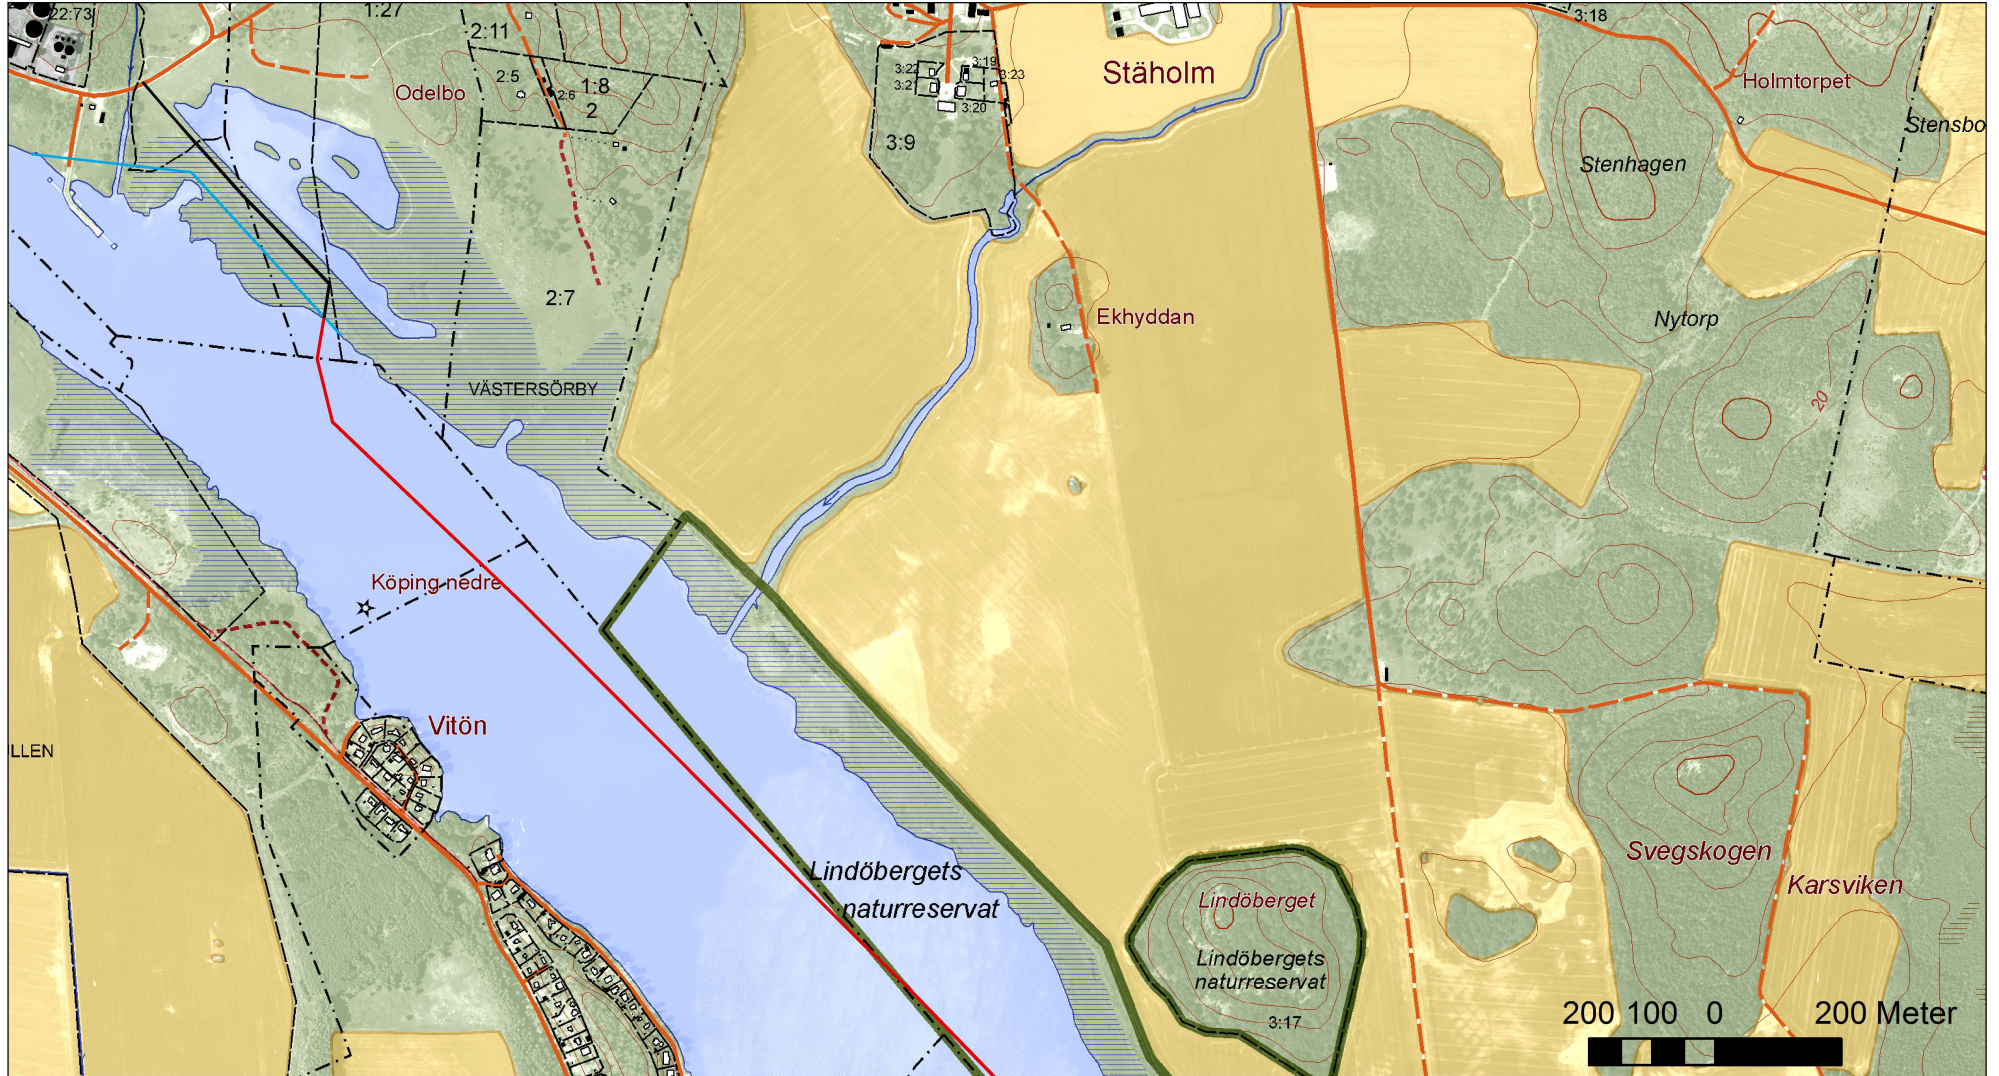 22:73
1:27
2:11
3:18
Stäholm
Odelbo
2:5
2:6
1:8
2
3:22
3:2
3:19
3:23
3:20
3:9
Holmtorpet
Stensbo
Stenhagen
2:7
Ekhyddan
Nytorp
VÄSTERSÖRBY
20
Köping nedre
Vitön
LLEN
Lindöbergets
naturreservat
Lindöberget
Lindöbergets
naturreservat
3:17
Svegskogen
Karsviken
200 100 0 200 Meter